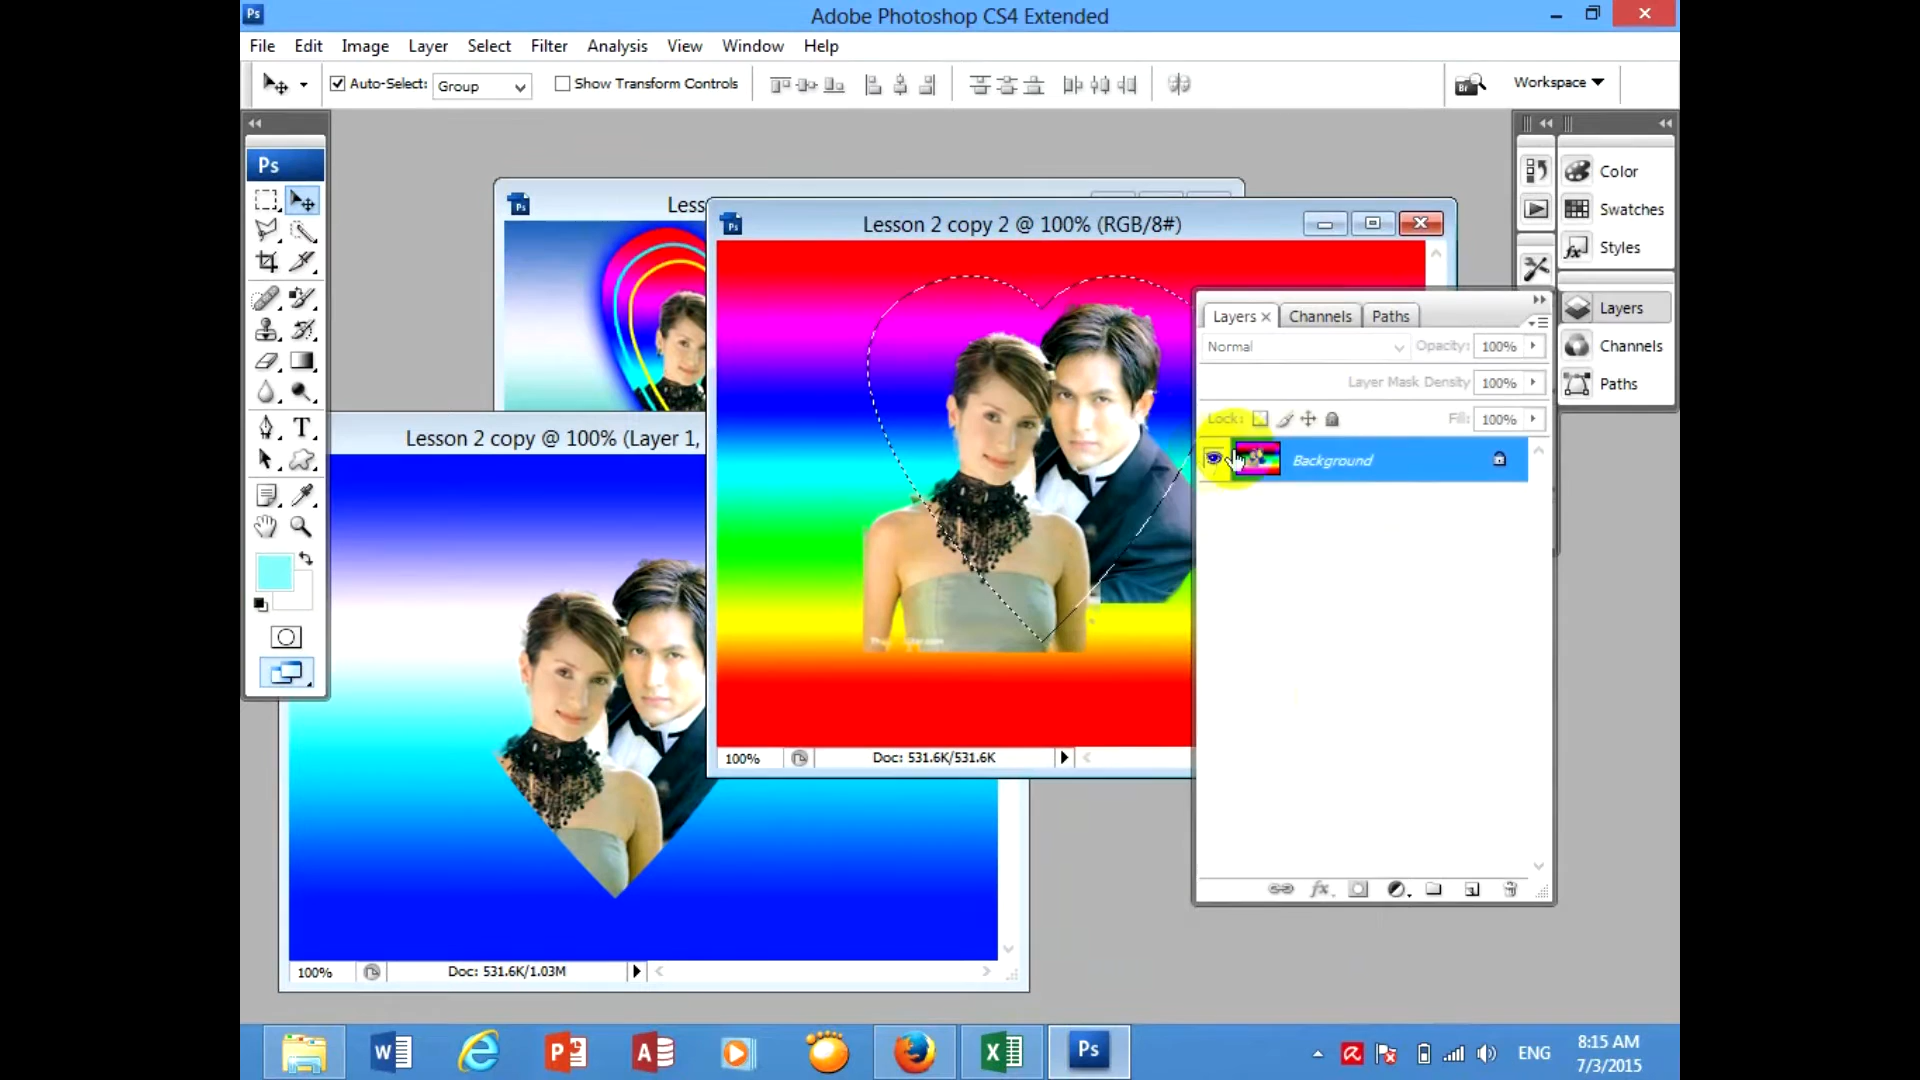 Ps
Adobe Photoshop CS4 Extended
File Edit Image Layer Select Filter Analysis View Window Help
Auto-Select: Group Show Transform Controls Workspace
Ps
Color
Swatches
Styles
Layers
Channels
Paths
Less
Lesson 2 copy 2 @ 100% (RGB/8#)
Layers Channels Paths
Normal Opacity: 100%
Layer Mask Density 100%
Lock: Fill: 100%
Background
Lesson 2 copy @ 100% (Layer 1,
100% Doc: 531.6K/531.6K
100% Doc: 531.6K/1.03M
ENG
8:15 AM
7/3/2015